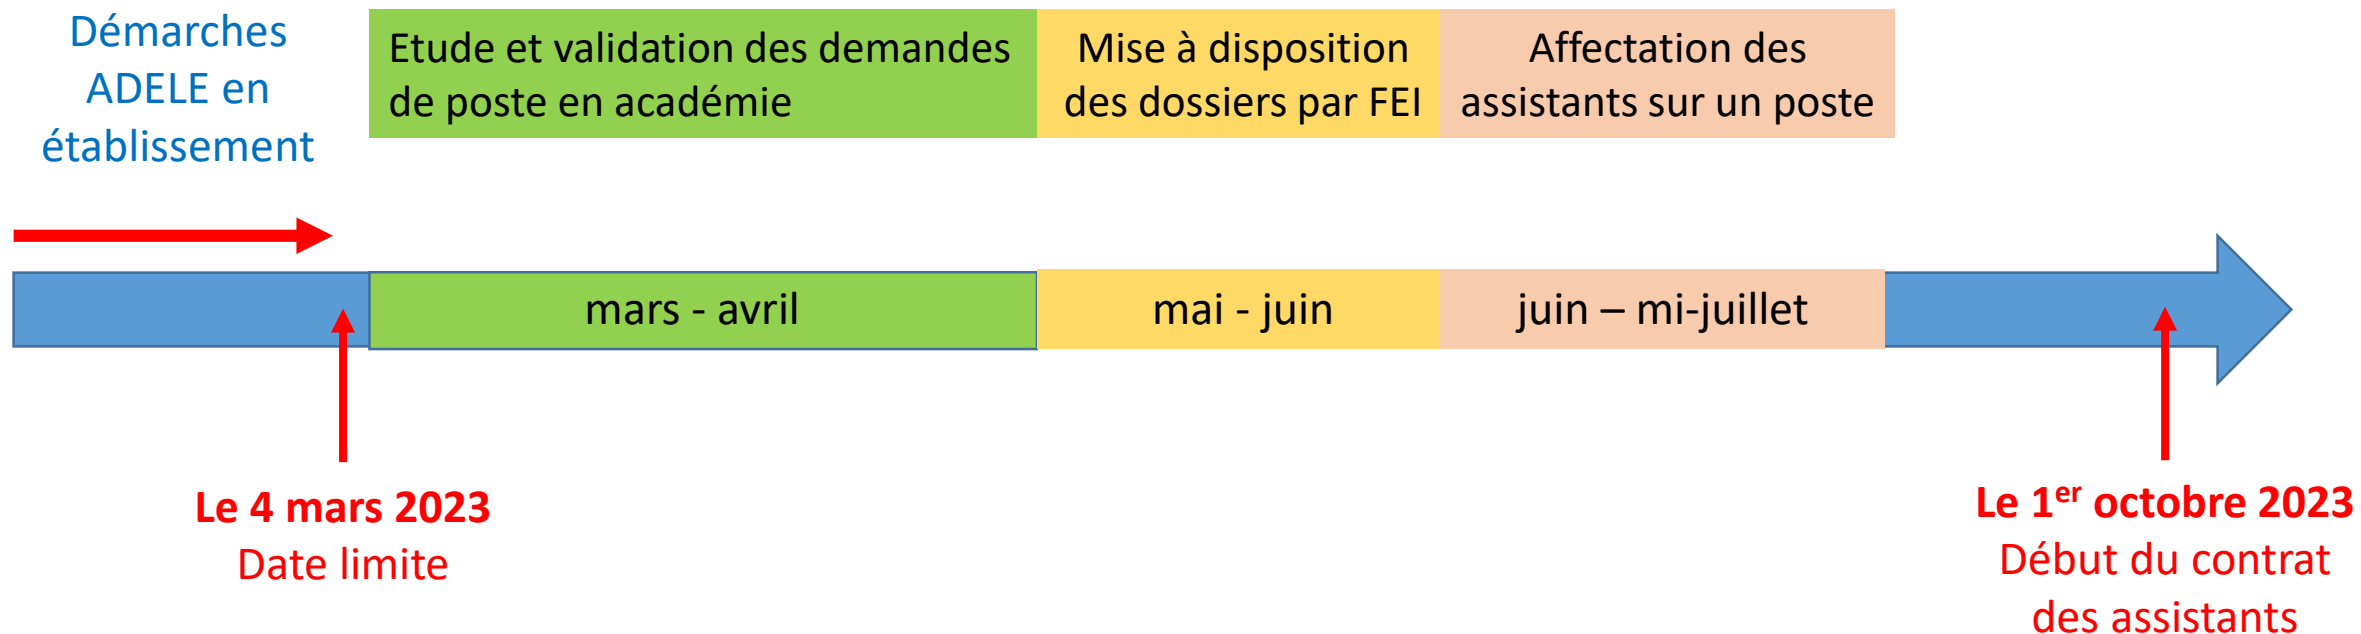 Démarches
ADELE en
établissement
Etude et validation des demandes
de poste en académie
Mise à disposition
des dossiers par FEI
Affectation des
assistants sur un poste
mars - avril
mai - juin
juin – mi-juillet
Le 4 mars 2023
Date limite
Le 1er octobre 2023
Début du contrat
des assistants